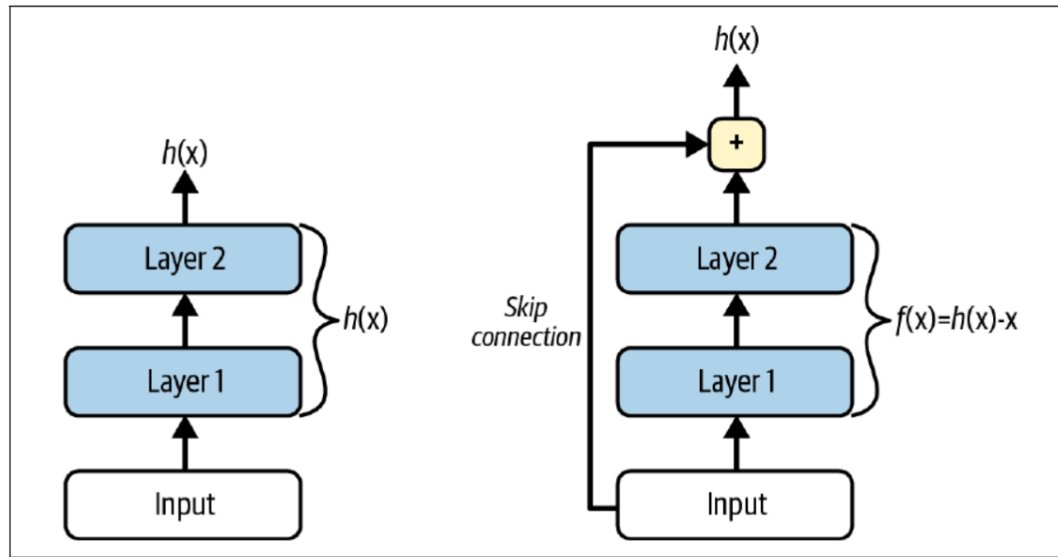 h(x)
Layer 2
h(x)
Layer 1
Input
h(x)
+
Layer 2
Skip
connection
f(x)=h(x)-x
Layer 1
Input